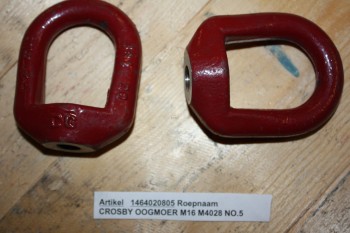 Artikel 1464020805 Roepnaam
CROSBY OOGMOER M16 M4028 NO.5